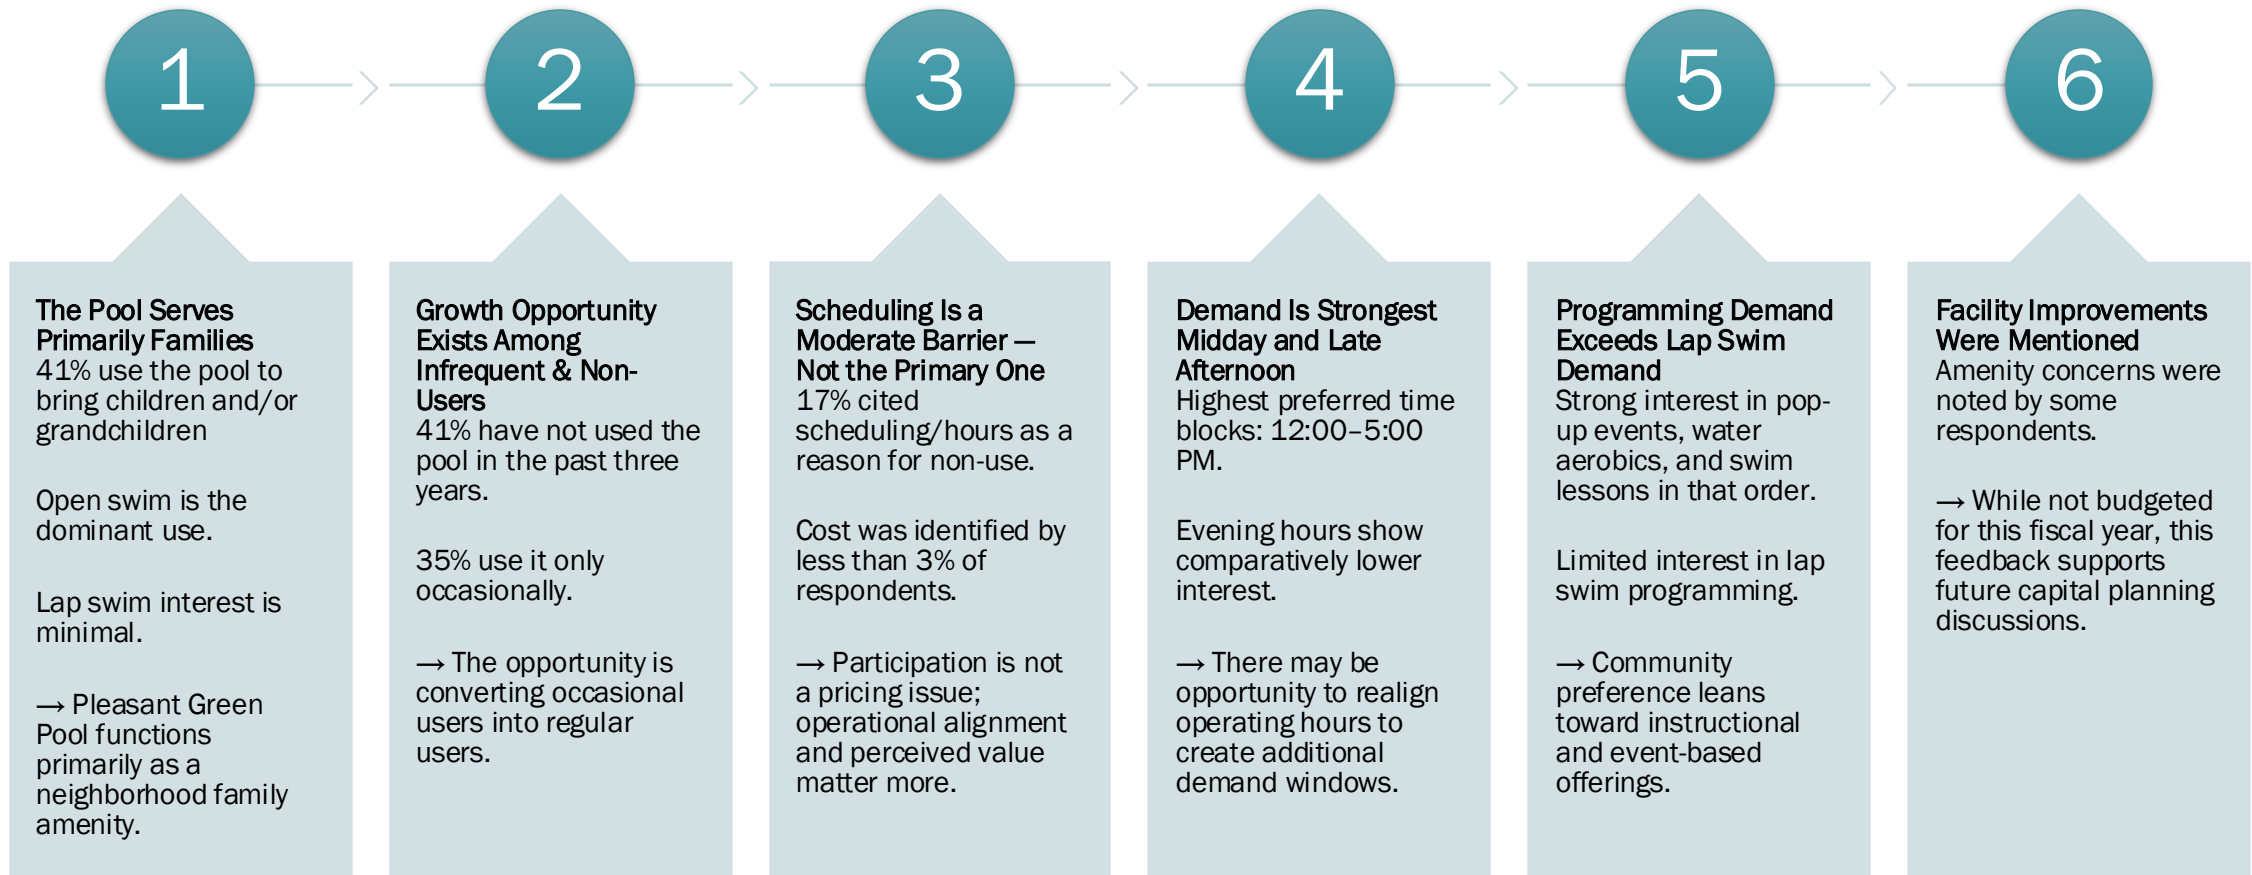 1
The Pool Serves
Primarily Families
41% use the pool to
bring children and/or
grandchildren
Open swim is the
dominant use.
Lap swim interest is
minimal.
→ Pleasant Green
Pool functions
primarily as a
neighborhood family
amenity.
2
Growth Opportunity
Exists Among
Infrequent & Non-
Users
41% have not used the
pool in the past three
years.
35% use it only
occasionally.
→ The opportunity is
converting occasional
users into regular
users.
3
Scheduling Is a
Moderate Barrier —
Not the Primary One
17% cited
scheduling/hours as a
reason for non-use.
Cost was identified by
less than 3% of
respondents.
→ Participation is not
a pricing issue;
operational alignment
and perceived value
matter more.
4
Demand Is Strongest
Midday and Late
Afternoon
Highest preferred time
blocks: 12:00–5:00
PM.
Evening hours show
comparatively lower
interest.
→ There may be
opportunity to realign
operating hours to
create additional
demand windows.
5
Programming Demand
Exceeds Lap Swim
Demand
Strong interest in pop-
up events, water
aerobics, and swim
lessons in that order.
Limited interest in lap
swim programming.
→ Community
preference leans
toward instructional
and event-based
offerings.
6
Facility Improvements
Were Mentioned
Amenity concerns were
noted by some
respondents.
→ While not budgeted
for this fiscal year, this
feedback supports
future capital planning
discussions.